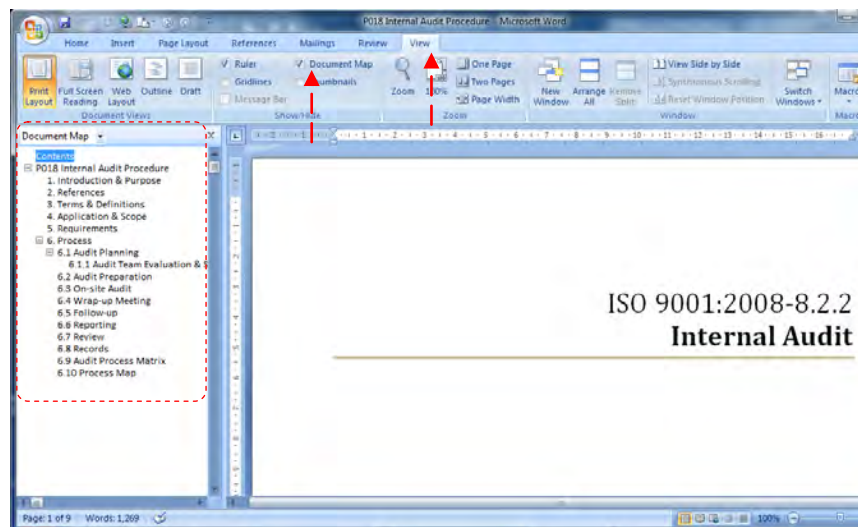 P018 Internal Audit Procedure - Microsoft Word
Home Insert Page Layout References Mailings Review View
Ruler Document Map One Page View Side by Side
Gridlines Thumbnails Two Pages Synchronous Scrolling
Message Bar Page Width Reset Window Position
Print Layout Full Screen Reading Web Layout Outline Draft Zoom 100% New Window Arrange All Remove Split Switch Windows
Document Views Show/Hide Zoom Window
Document Map
Contents
P018 Internal Audit Procedure
1. Introduction & Purpose
2. References
3. Terms & Definitions
4. Application & Scope
5. Requirements
6. Process
6.1 Audit Planning
6.1.1 Audit Team Evaluation &
6.2 Audit Preparation
6.3 On-site Audit
6.4 Wrap-up Meeting
6.5 Follow-up
6.6 Reporting
6.7 Review
6.8 Records
6.9 Audit Process Matrix
6.10 Process Map
ISO 9001:2008-8.2.2
Internal Audit
Page: 1 of 9 Words: 1,269 100%